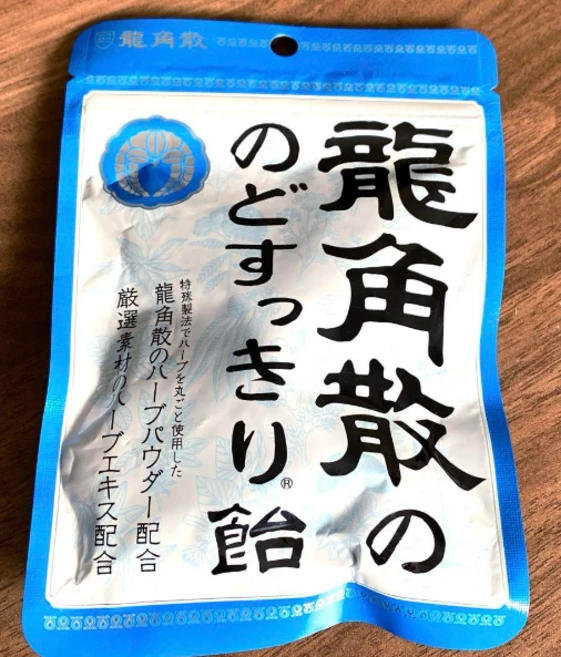 龍角散
龍角散の
のどすっきり®飴
特殊製法でハーブを丸ごと使用した
龍角散のハーブパウダー配合
厳選素材のハーブエキス配合